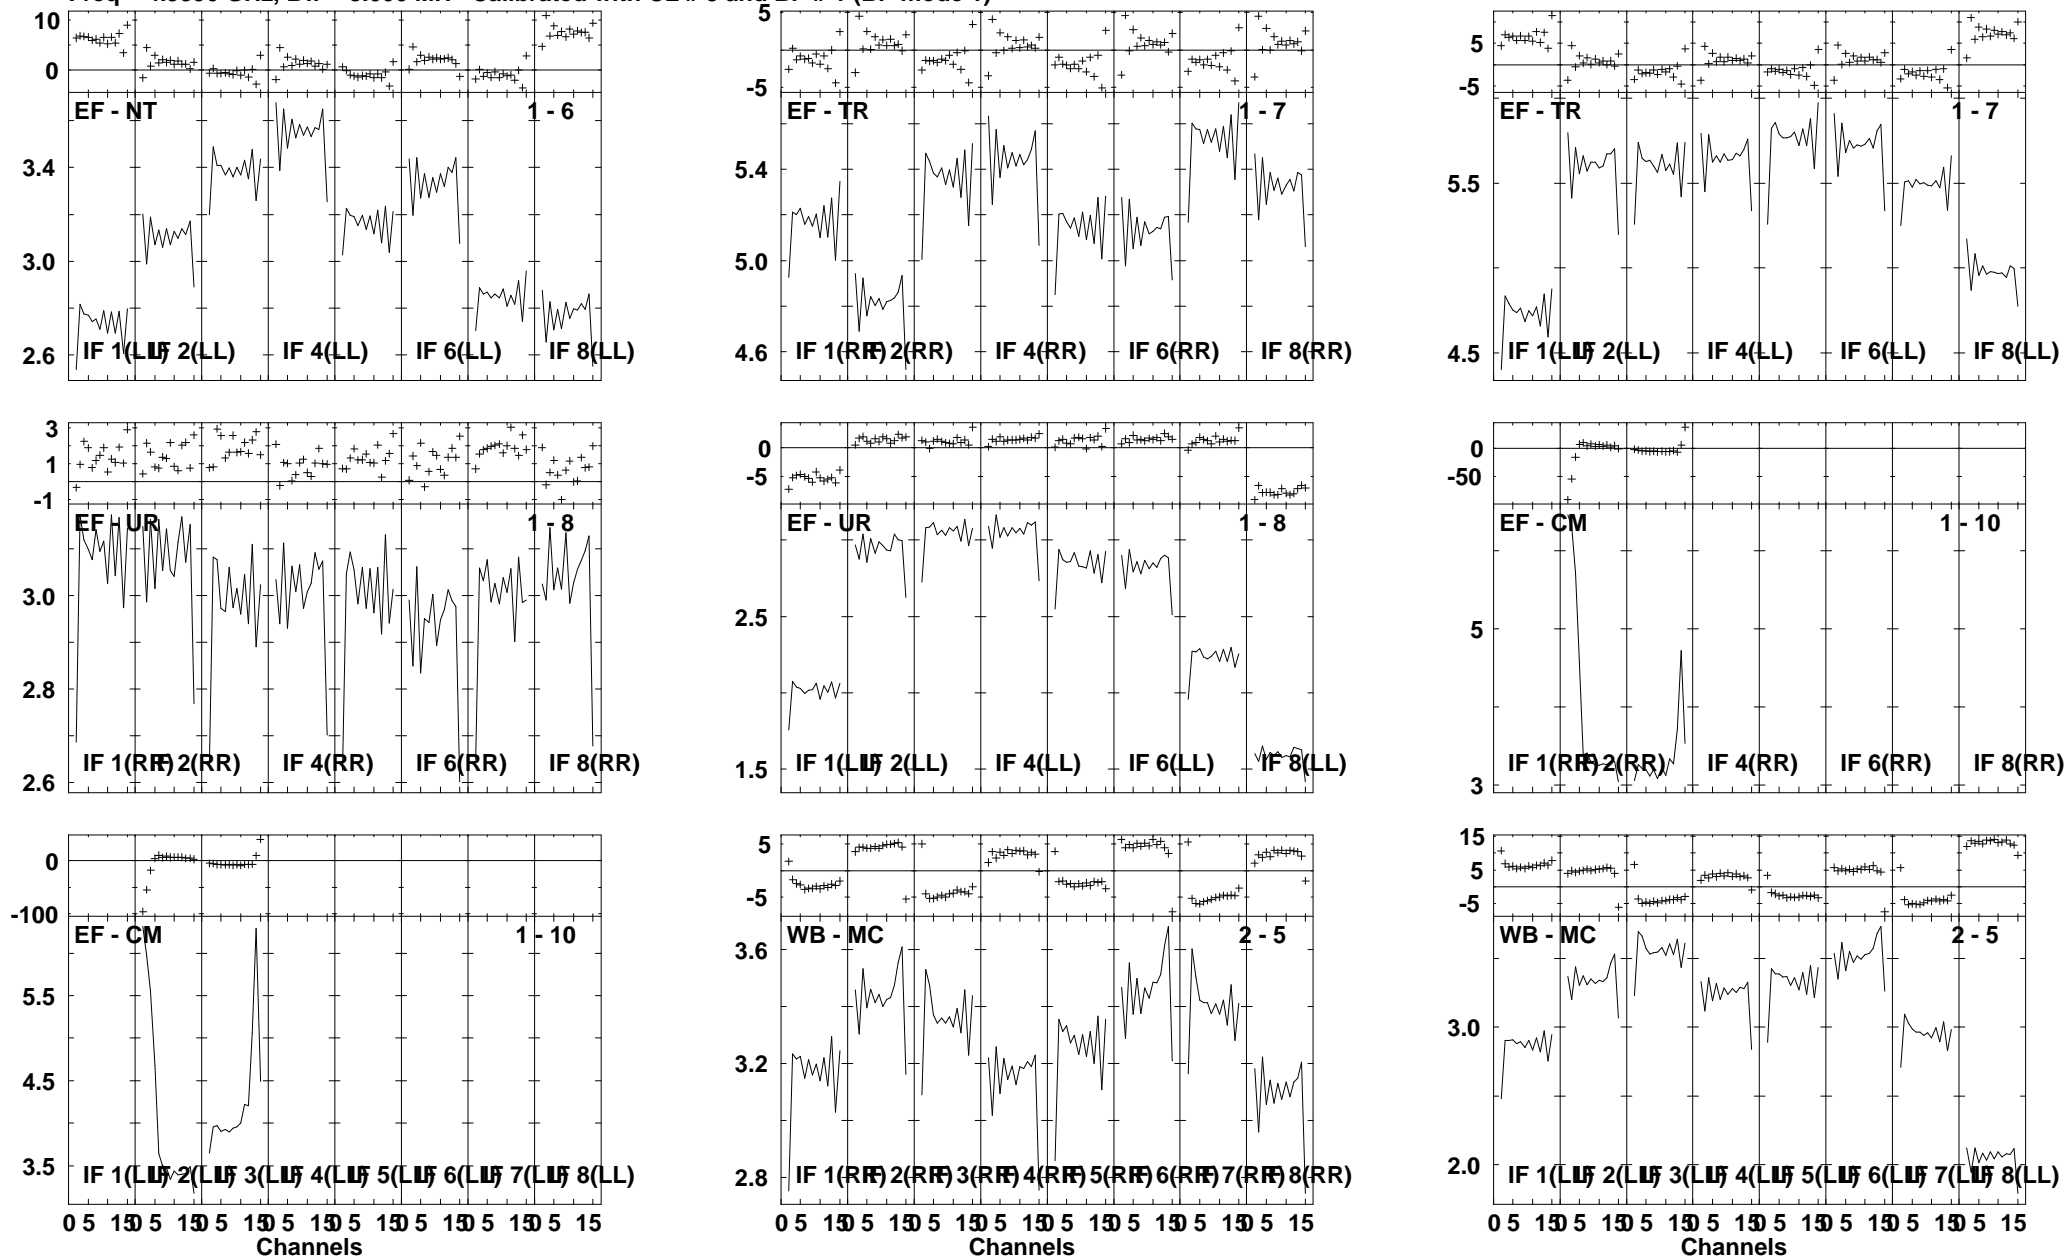 10
0
EF - NT 1 - 6
3.4
3.0
2.6
IF 1(LL) IF 2(LL) IF 4(LL) IF 6(LL) IF 8(LL)
5
-5
EF - TR 1 - 7
5.4
5.0
4.6
IF 1(RR) IF 2(RR) IF 4(RR) IF 6(RR) IF 8(RR)
5
-5
EF - TR 1 - 7
5.5
4.5
IF 1(LL) IF 2(LL) IF 4(LL) IF 6(LL) IF 8(LL)
3
1
-1
EF - UR 1 - 8
3.0
2.8
2.6
IF 1(RR) IF 2(RR) IF 4(RR) IF 6(RR) IF 8(RR)
0
-5
EF - UR 1 - 8
2.5
1.5
IF 1(LL) IF 2(LL) IF 4(LL) IF 6(LL) IF 8(LL)
0
-50
EF - CM 1 - 10
5
3
IF 1(RR) IF 2(RR) IF 4(RR) IF 6(RR) IF 8(RR)
0
-100
EF - CM 1 - 10
5.5
4.5
3.5
IF 1(LL) IF 2(LL) IF 3(LL) IF 4(LL) IF 5(LL) IF 6(LL) IF 7(LL) IF 8(LL)
0 5 15 0 5 15 0 5 15 0 5 15
Channels
5
-5
WB - MC 2 - 5
3.6
3.2
2.8
IF 1(RR) IF 2(RR) IF 3(RR) IF 4(RR) IF 5(RR) IF 6(RR) IF 7(RR) IF 8(RR)
0 5 15 0 5 15 0 5 15 0 5 15
Channels
15
5
-5
WB - MC 2 - 5
3.0
2.0
IF 1(LL) IF 2(LL) IF 3(LL) IF 4(LL) IF 5(LL) IF 6(LL) IF 7(LL) IF 8(LL)
0 5 15 0 5 15 0 5 15 0 5 15
Channels